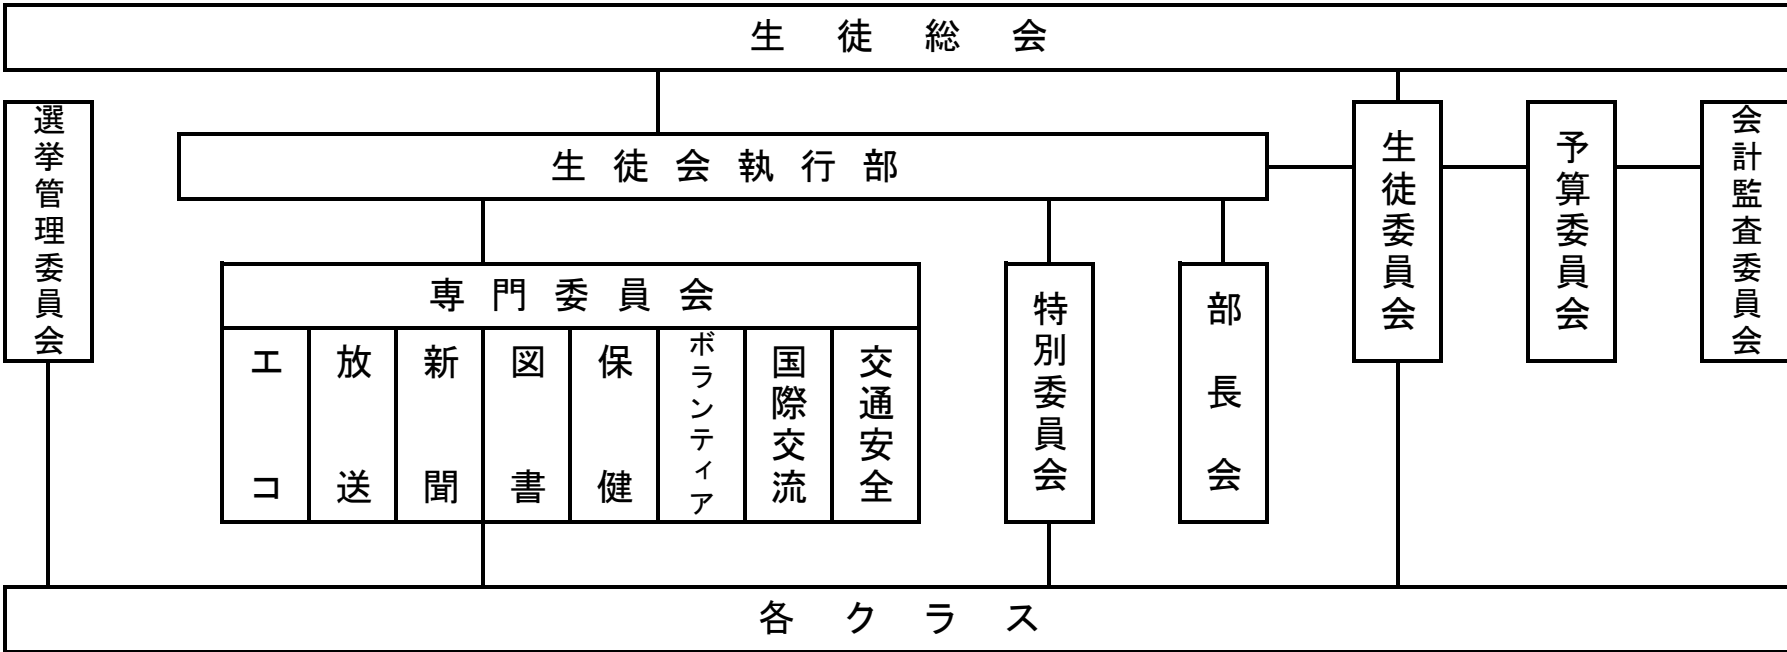 生徒総会
選挙管理委員会
生徒会執行部
生徒委員会
予算委員会
会計監査委員会
専門委員会
エコ
放送
新聞
図書
保健
ボランティア
国際交流
交通安全
特別委員会
部長会
各クラス